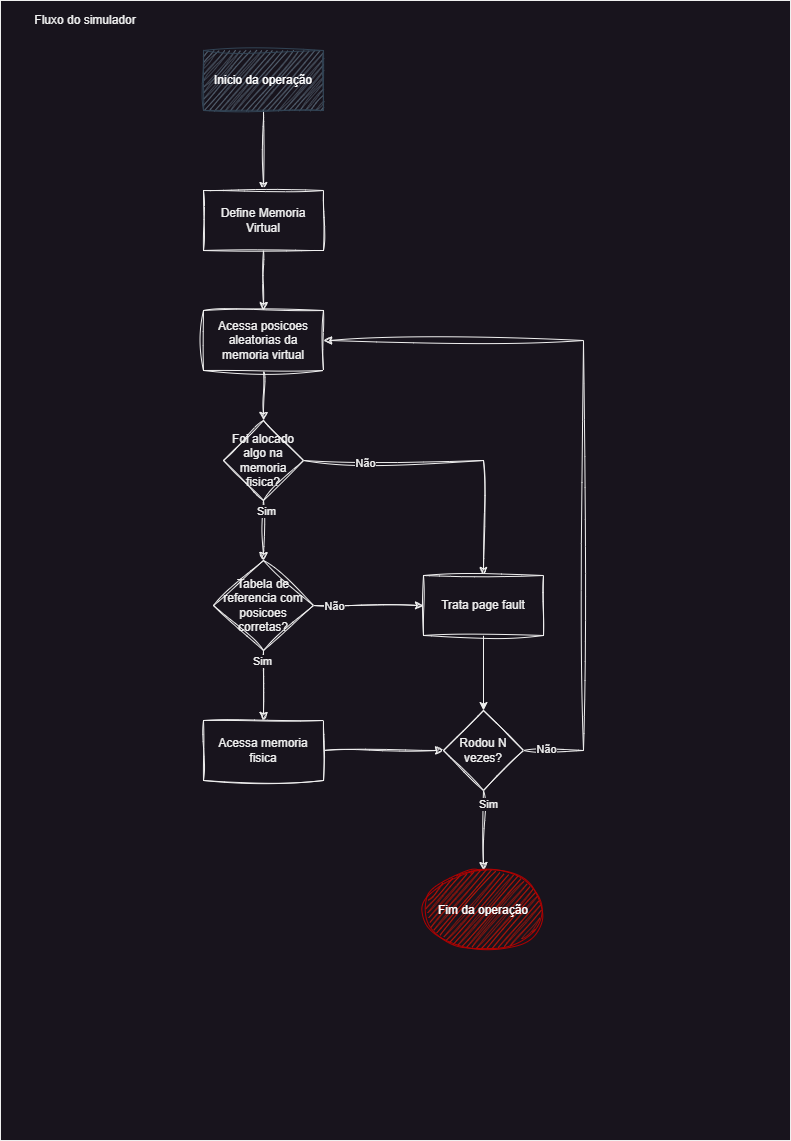 Fluxo do simulador
Inicio da operação
Define Memoria
Virtual
Acessa posicoes
aleatorias da
memoria virtual
Foi alocado
algo na
memoria
fisica?
Não
Sim
Tabela de
referencia com
posicoes
corretas?
Não
Trata page fault
Sim
Acessa memoria
fisica
Rodou N
vezes?
Não
Sim
Fim da operação